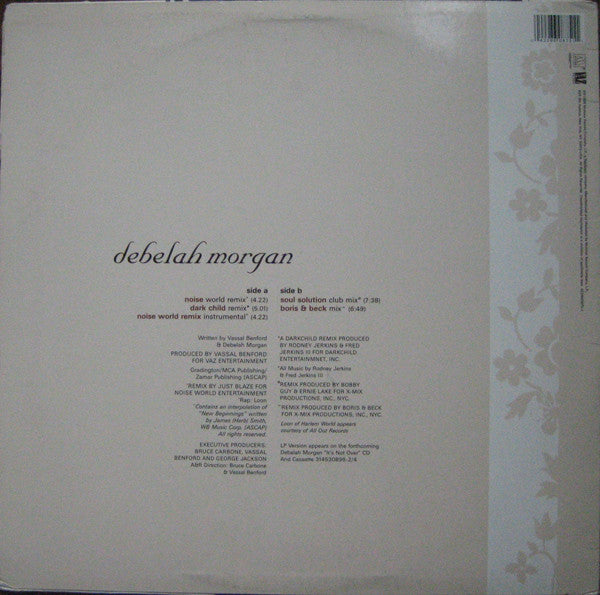 debelah morgan
side a
noise world remix* (4:22)
dark child remix* (5:01)
noise world remix instrumental* (4:22)
side b
soul solution club mix* (7:38)
boris & beck mix (6:49)
Written by Vassal Benford
& Debelah Morgan
PRODUCED BY VASSAL BENFORD
FOR VAZ ENTERTAINMENT
Gradington/MCA Publishing/
Zamar Publishing (ASCAP)
*REMIX BY JUST BLAZE FOR
NOISE WORLD ENTERTAINMENT
*Rap: Loon
*Contains an interpolation of
"New Beginnings" written
by James (Herb) Smith,
WB Music Corp. (ASCAP)
All rights reserved.
EXECUTIVE PRODUCERS:
BRUCE CARBONE, VASSAL
BENFORD AND GEORGE JACKSON
A&R Direction: Bruce Carbone
& Vassal Benford
*A DARKCHILD REMIX PRODUCED
BY RODNEY JERKINS & FRED
JERKINS III FOR DARKCHILD
ENTERTAINMNET, INC.
*All Music by Rodney Jerkins
& Fred Jerkins III
*REMIX PRODUCED BY BOBBY
GUY & ERNIE LAKE FOR X-MIX
PRODUCTIONS, INC., NYC.
**REMIX PRODUCED BY BORIS & BECK
FOR X-MIX PRODUCTIONS, INC., NYC.
Loon of Harlem World appears
courtesy of All Out Records
LP Version appears on the forthcoming
Debelah Morgan "It's Not Over" CD
And Cassette 314530896-2/4